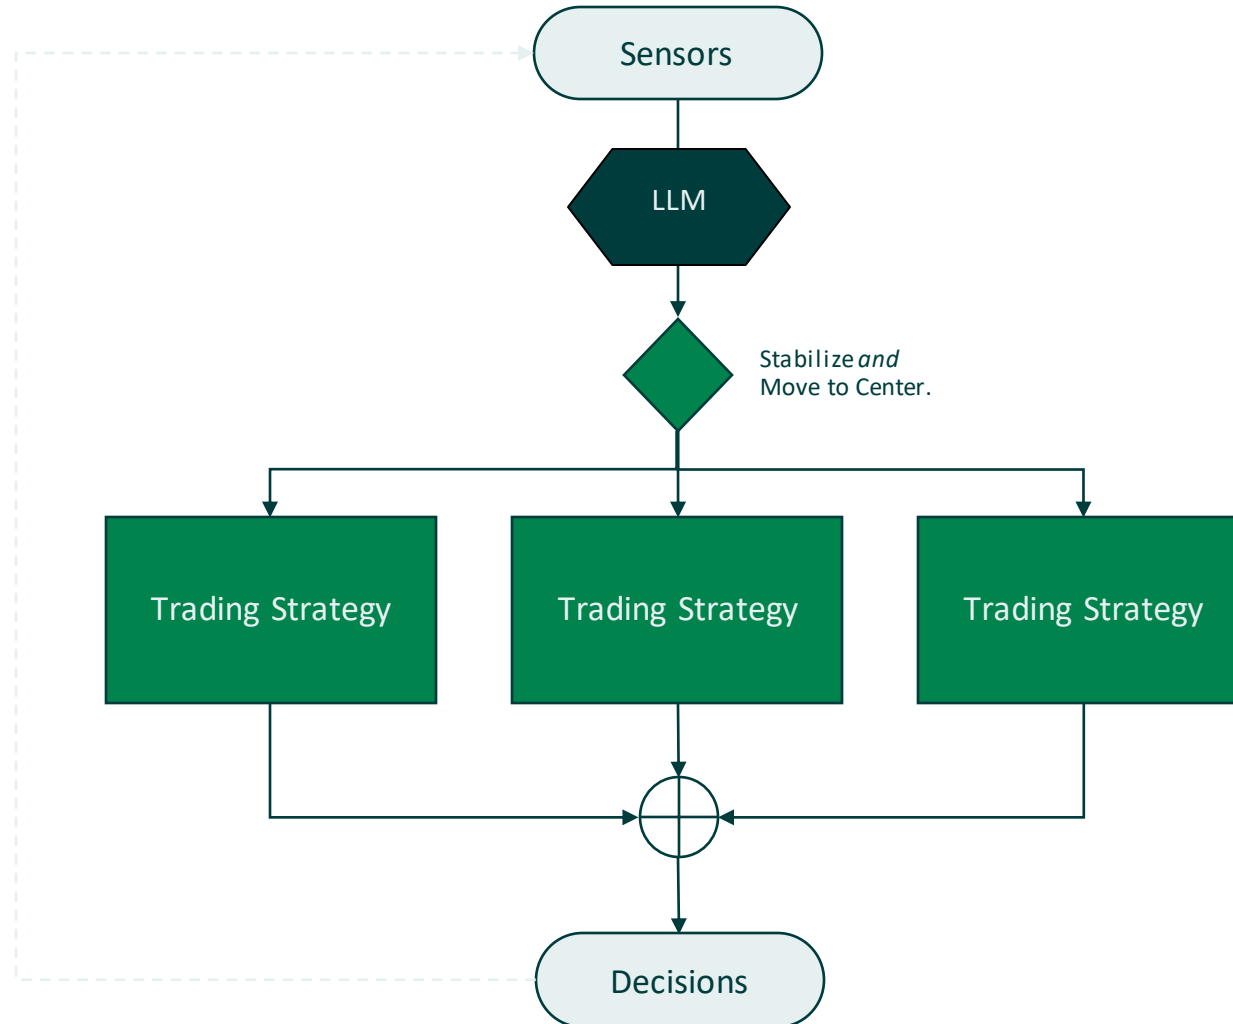 Sensors
LLM
Stabilize and
Move to Center.
Trading Strategy
Trading Strategy
Trading Strategy
Decisions